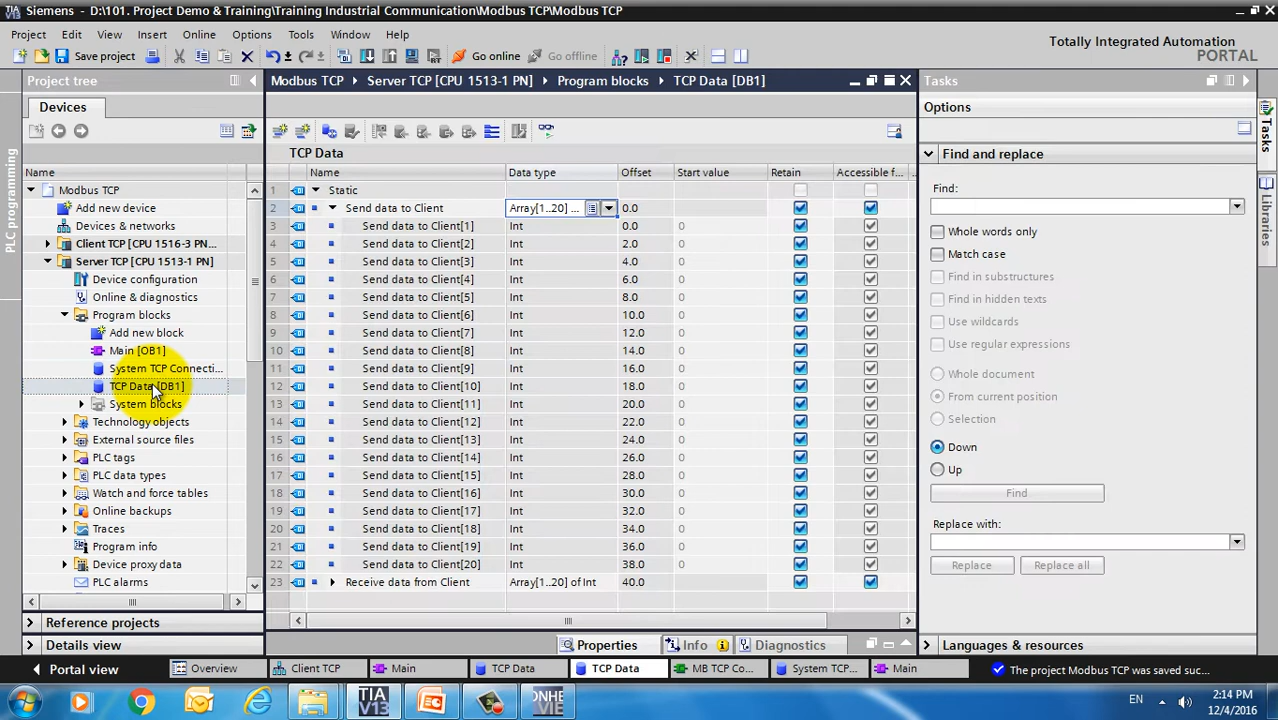 Siemens - D:\101. Project Demo & Training\Training Industrial Communication\Modbus TCP\Modbus TCP
Project Edit View Insert Online Options Tools Window Help
Totally Integrated Automation
PORTAL
Save project
Go online
Go offline
Project tree
Devices
Name
Modbus TCP
Add new device
Devices & networks
Client TCP [CPU 1516-3 PN...
Server TCP [CPU 1513-1 PN]
Device configuration
Online & diagnostics
Program blocks
Add new block
Main [OB1]
System TCP Connecti...
TCP Data [DB1]
System blocks
Technology objects
External source files
PLC tags
PLC data types
Watch and force tables
Online backups
Traces
Program info
Device proxy data
PLC alarms
Reference projects
Details view
PLC programming
Modbus TCP Server TCP [CPU 1513-1 PN] Program blocks TCP Data [DB1]
TCP Data
Name Data type Offset Start value Retain Accessible f... ...
1 Static
2 Send data to Client Array[1..20] ... 0.0
3 Send data to Client[1] Int 0.0 0
4 Send data to Client[2] Int 2.0 0
5 Send data to Client[3] Int 4.0 0
6 Send data to Client[4] Int 6.0 0
7 Send data to Client[5] Int 8.0 0
8 Send data to Client[6] Int 10.0 0
9 Send data to Client[7] Int 12.0 0
10 Send data to Client[8] Int 14.0 0
11 Send data to Client[9] Int 16.0 0
12 Send data to Client[10] Int 18.0 0
13 Send data to Client[11] Int 20.0 0
14 Send data to Client[12] Int 22.0 0
15 Send data to Client[13] Int 24.0 0
16 Send data to Client[14] Int 26.0 0
17 Send data to Client[15] Int 28.0 0
18 Send data to Client[16] Int 30.0 0
19 Send data to Client[17] Int 32.0 0
20 Send data to Client[18] Int 34.0 0
21 Send data to Client[19] Int 36.0 0
22 Send data to Client[20] Int 38.0 0
23 Receive data from Client Array[1..20] of Int 40.0
Properties Info Diagnostics
Tasks
Options
Find and replace
Find:
Whole words only
Match case
Find in substructures
Find in hidden texts
Use wildcards
Use regular expressions
Whole document
From current position
Selection
Down
Up
Find
Replace with:
Replace Replace all
Languages & resources
Tasks
Libraries
Portal view Overview Client TCP Main TCP Data TCP Data MB TCP Co... System TCP... Main The project Modbus TCP was saved suc...
TIA V13
EN
2:14 PM
12/4/2016